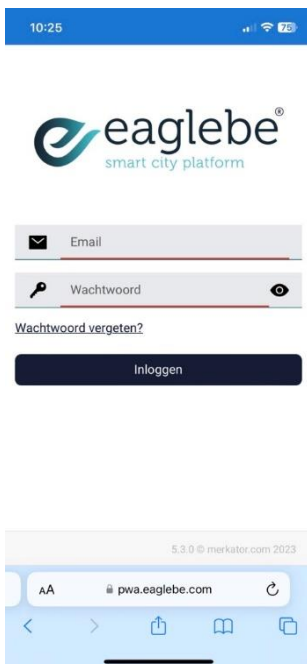 10:25
75
eaglebe®
smart city platform
Email
Wachtwoord
Wachtwoord vergeten?
Inloggen
5.3.0 © merkator.com 2023
AA
pwa.eaglebe.com